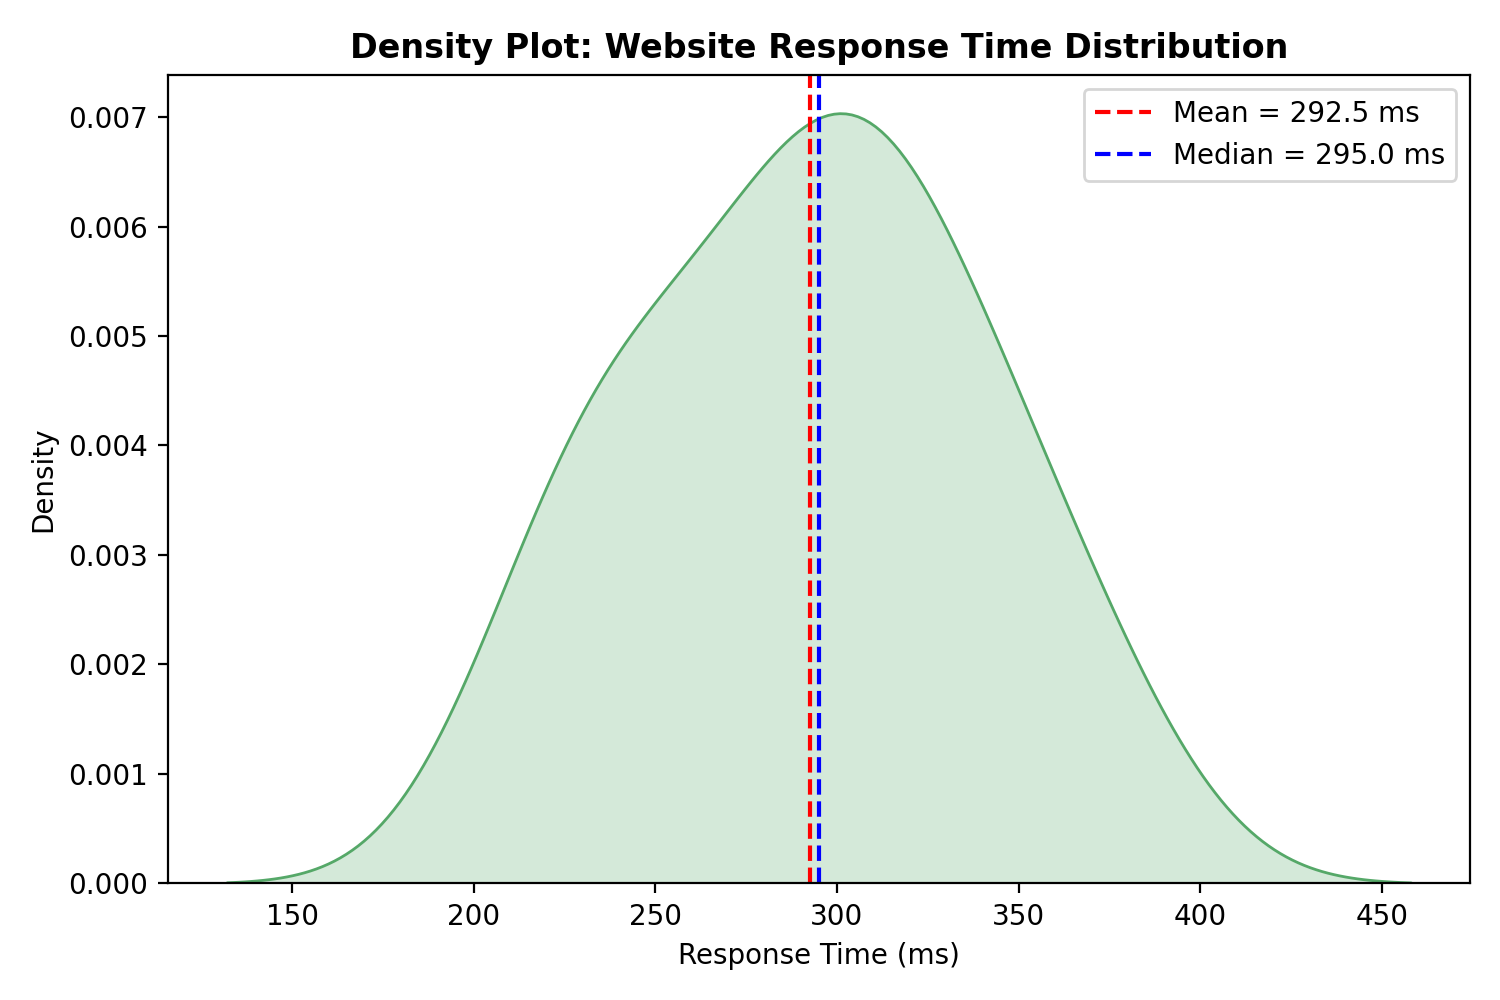 Density Plot: Website Response Time Distribution
Mean = 292.5 ms
Median = 295.0 ms
0.007
0.006
0.005
0.004
0.003
0.002
0.001
0.000
Density
150 200 250 300 350 400 450
Response Time (ms)